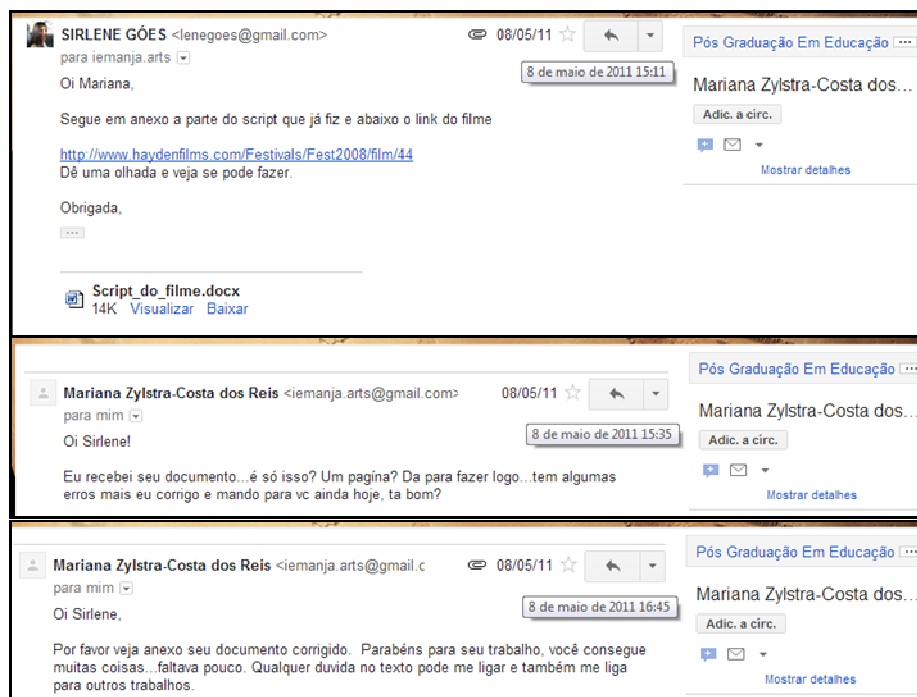 SIRLENE GÓES <lenegoes@gmail.com> 08/05/11
para iemanja.arts
8 de maio de 2011 15:11
Oi Mariana,
Segue em anexo a parte do script que já fiz e abaixo o link do filme
http://www.haydenfilms.com/Festivals/Fest2008/film/44
Dê uma olhada e veja se pode fazer.
Obrigada,
Script_do_filme.docx
14K Visualizar Baixar
Pós Graduação Em Educação
Mariana Zylstra-Costa dos...
Adic. a circ.
Mostrar detalhes
Mariana Zylstra-Costa dos Reis <iemanja.arts@gmail.com> 08/05/11
para mim
8 de maio de 2011 15:35
Oi Sirlene!
Eu recebei seu documento...é só isso? Um pagína? Da para fazer logo...tem algumas
erros mais eu corrigo e mando para vc ainda hoje, ta bom?
Pós Graduação Em Educação
Mariana Zylstra-Costa dos...
Adic. a circ.
Mostrar detalhes
Mariana Zylstra-Costa dos Reis <iemanja.arts@gmail.c 08/05/11
para mim
8 de maio de 2011 16:45
Oi Sirlene,
Por favor veja anexo seu documento corrigido. Parabéns para seu trabalho, você consegue
muitas coisas...faltava pouco. Qualquer duvida no texto pode me ligar e também me liga
para outros trabalhos.
Pós Graduação Em Educação
Mariana Zylstra-Costa dos...
Adic. a circ.
Mostrar detalhes